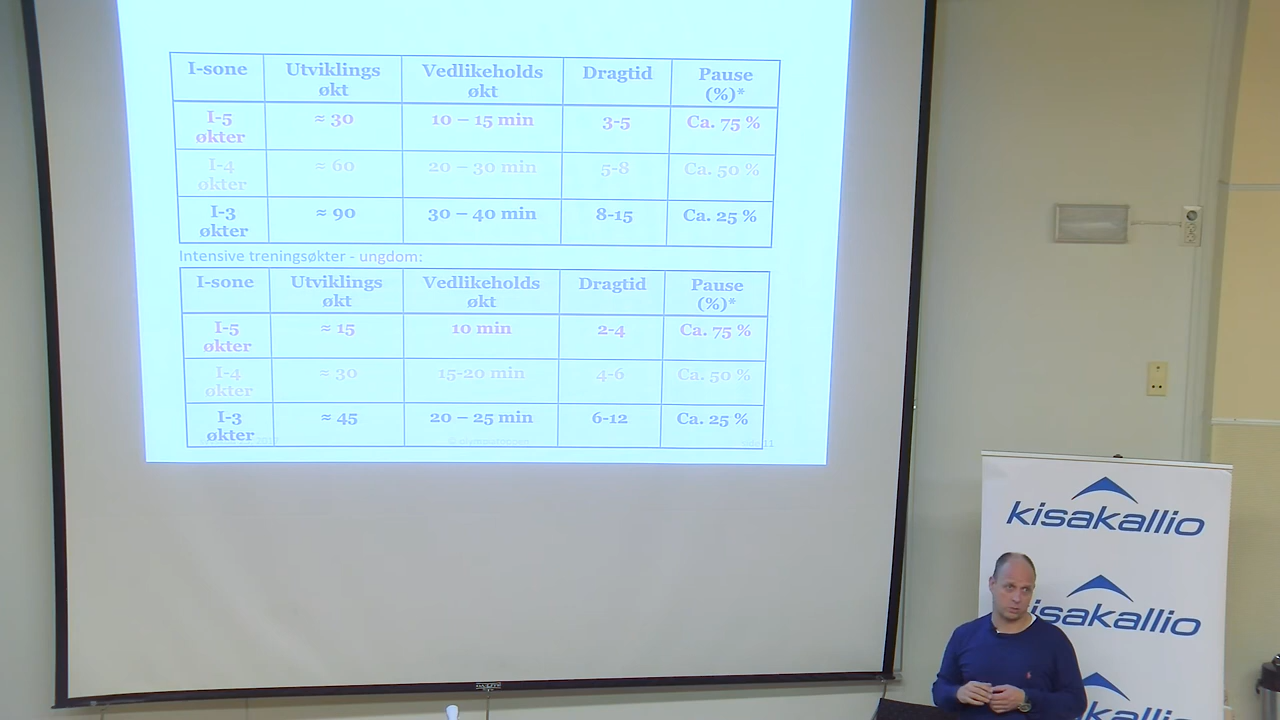 I-sone Utviklings økt Vedlikeholds økt Dragtid Pause (%)*
I-5 økter ≈ 30 10 – 15 min 3-5 Ca. 75 %
I-4 økter ≈ 60 20 – 30 min 5-8 Ca. 50 %
I-3 økter ≈ 90 30 – 40 min 8-15 Ca. 25 %
Intensive treningsøkter - ungdom:
I-sone Utviklings økt Vedlikeholds økt Dragtid Pause (%)*
I-5 økter ≈ 15 10 min 2-4 Ca. 75 %
I-4 økter ≈ 30 15-20 min 4-6 Ca. 50 %
I-3 økter ≈ 45 20 – 25 min 6-12 Ca. 25 %
11
kisakallio
isakallio
kallio